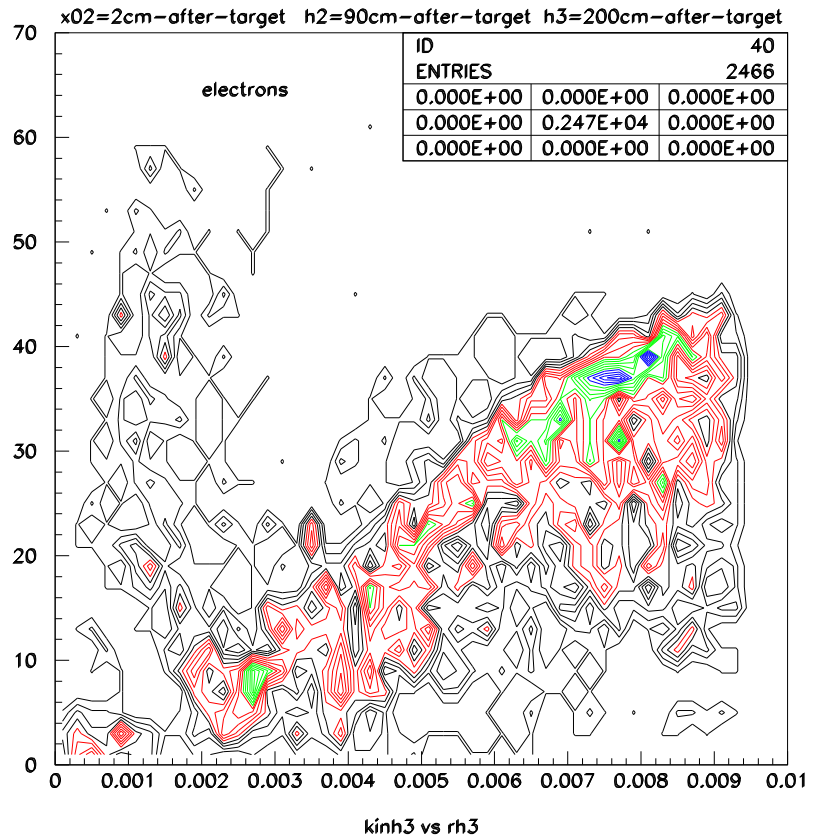 x02=2cm-after-target h2=90cm-after-target h3=200cm-after-target
ID 40
ENTRIES 2466
0.000E+00 0.000E+00 0.000E+00
0.000E+00 0.247E+04 0.000E+00
0.000E+00 0.000E+00 0.000E+00
electrons
70
60
50
40
30
20
10
0
0 0.001 0.002 0.003 0.004 0.005 0.006 0.007 0.008 0.009 0.01
kinh3 vs rh3